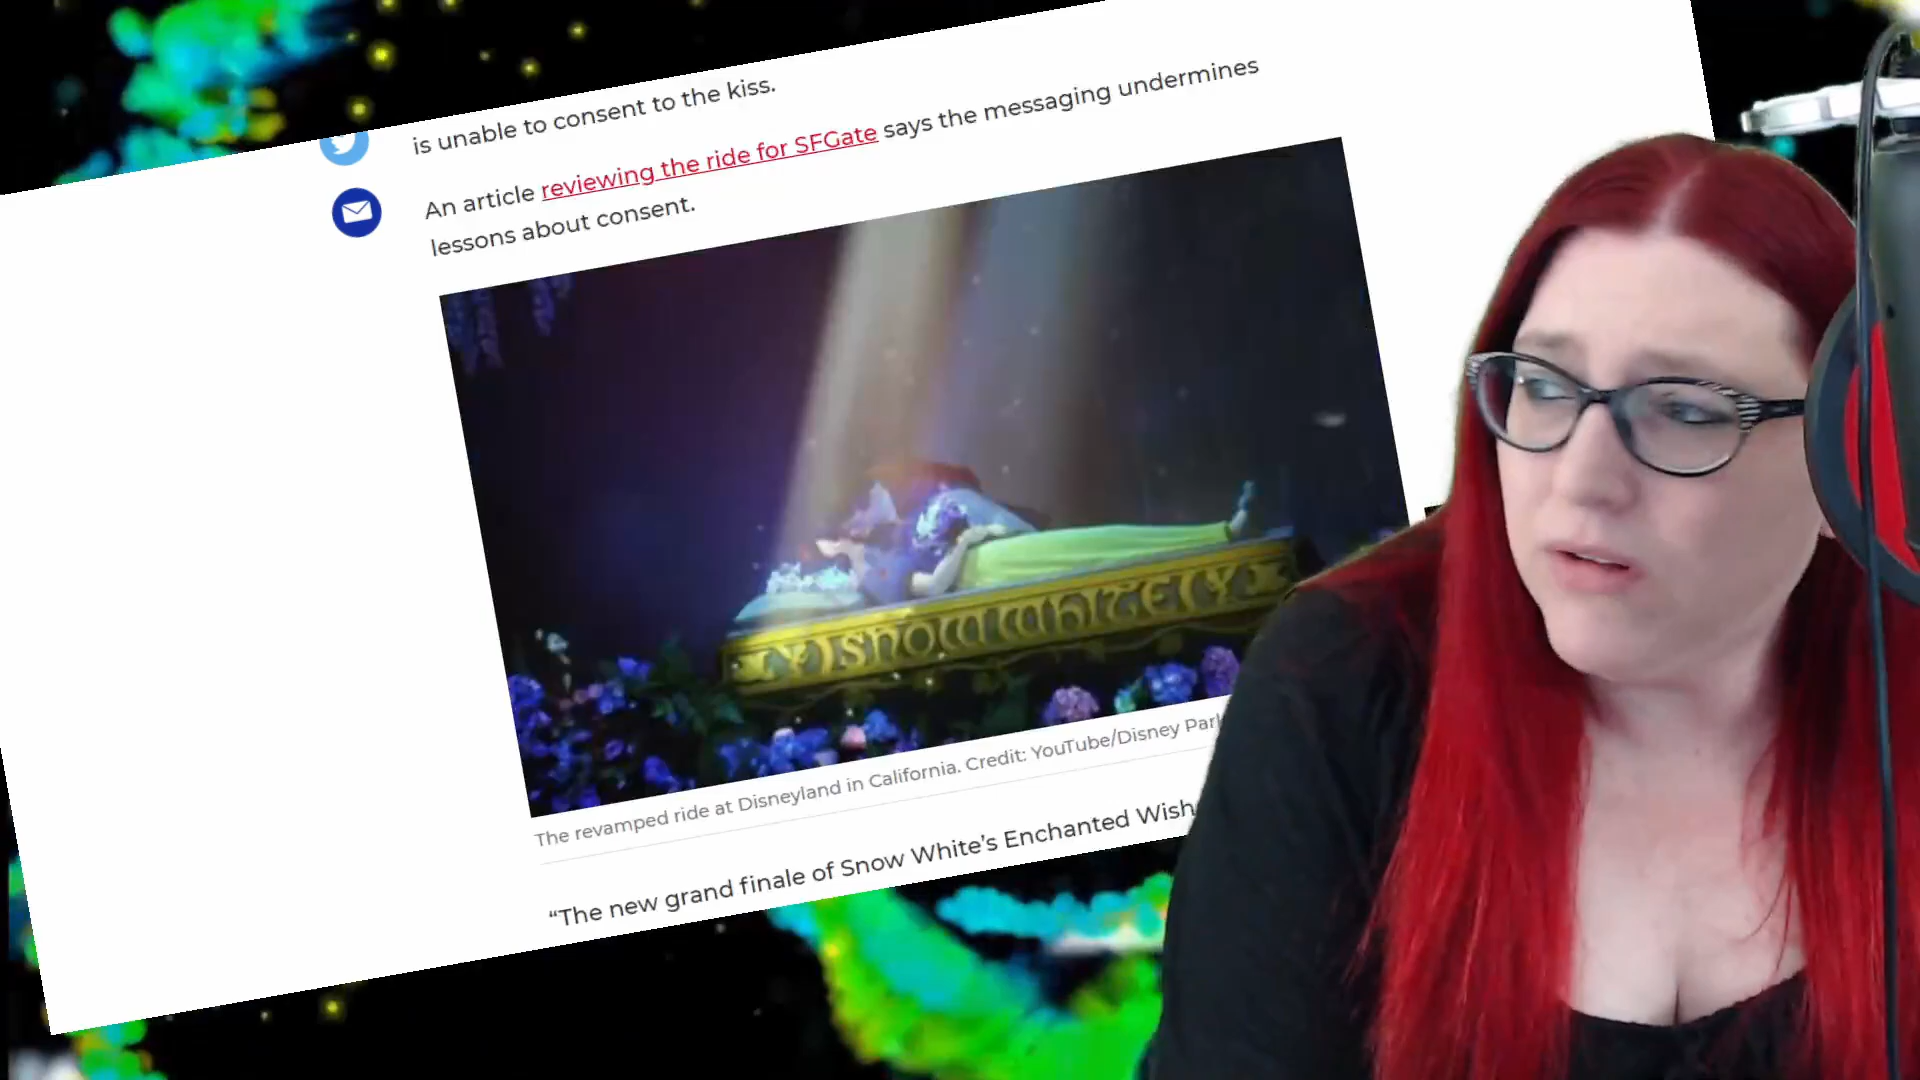 is unable to consent to the kiss.
An article reviewing the ride for SFGate says the messaging undermines
lessons about consent.
SNOW WHITE
The revamped ride at Disneyland in California. Credit: YouTube/Disney
“The new grand finale of Snow White’s Enchanted